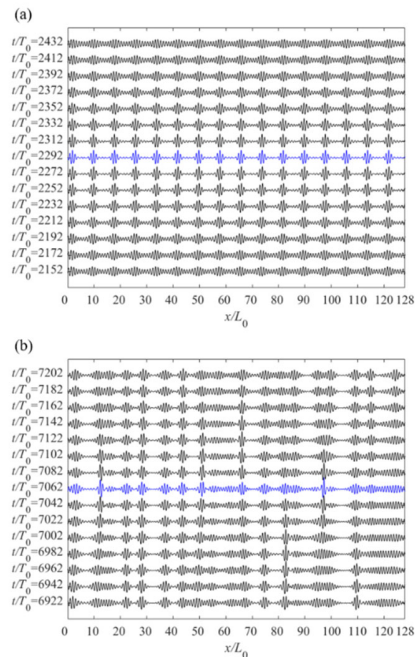 (a)
t/T0=2432
t/T0=2412
t/T0=2392
t/T0=2372
t/T0=2352
t/T0=2332
t/T0=2312
t/T0=2292
t/T0=2272
t/T0=2252
t/T0=2232
t/T0=2212
t/T0=2192
t/T0=2172
t/T0=2152
0 10 20 30 40 50 60 70 80 90 100 110 120 128
x/L0
(b)
t/T0=7202
t/T0=7182
t/T0=7162
t/T0=7142
t/T0=7122
t/T0=7102
t/T0=7082
t/T0=7062
t/T0=7042
t/T0=7022
t/T0=7002
t/T0=6982
t/T0=6962
t/T0=6942
t/T0=6922
0 10 20 30 40 50 60 70 80 90 100 110 128
x/L0